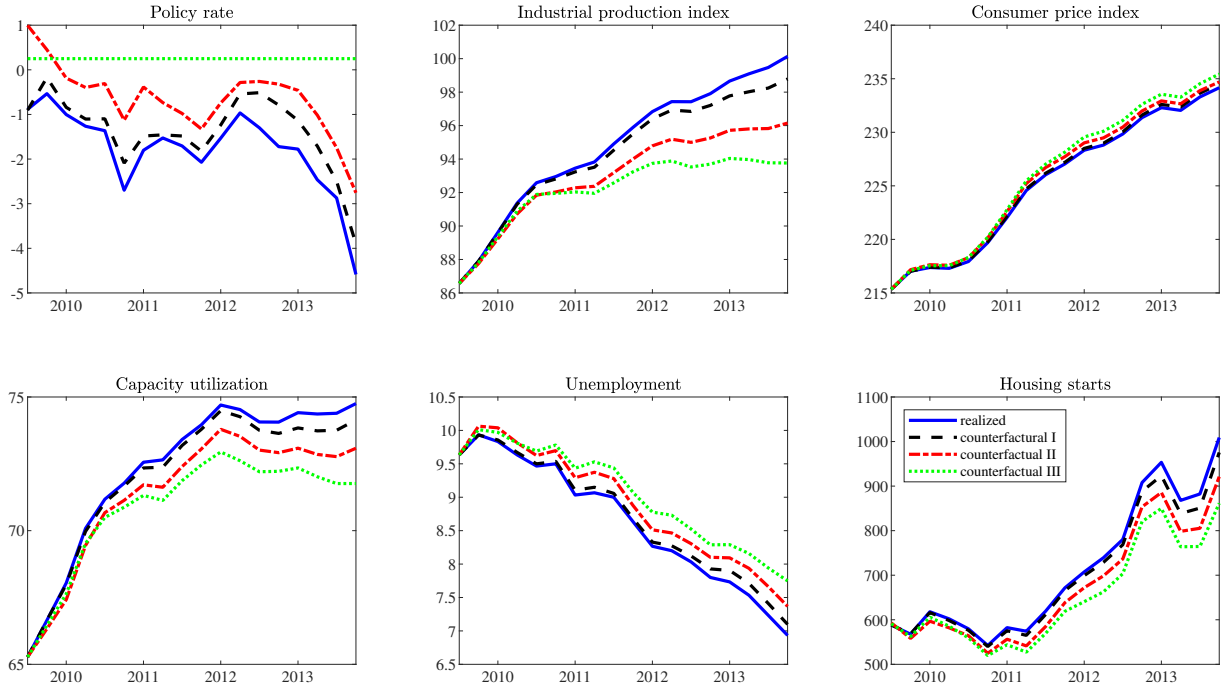 Policy rate
1
0
-1
-2
-3
-4
-5
2010 2011 2012 2013
Industrial production index
102
100
98
96
94
92
90
88
86
2010 2011 2012 2013
Consumer price index
240
235
230
225
220
215
2010 2011 2012 2013
Capacity utilization
75
70
65
2010 2011 2012 2013
Unemployment
10.5
10
9.5
9
8.5
8
7.5
7
6.5
2010 2011 2012 2013
Housing starts
1100
1000
900
800
700
600
500
2010 2011 2012 2013
realized
counterfactual I
counterfactual II
counterfactual III